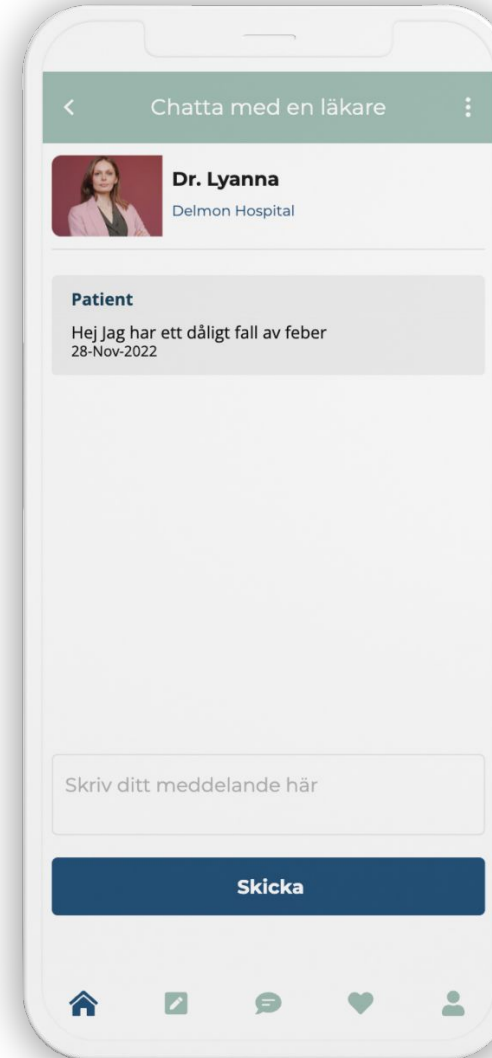 Chatta med en läkare
Dr. Lyanna
Delmon Hospital
Patient
Hej Jag har ett dåligt fall av feber
28-Nov-2022
Skriv ditt meddelande här
Skicka